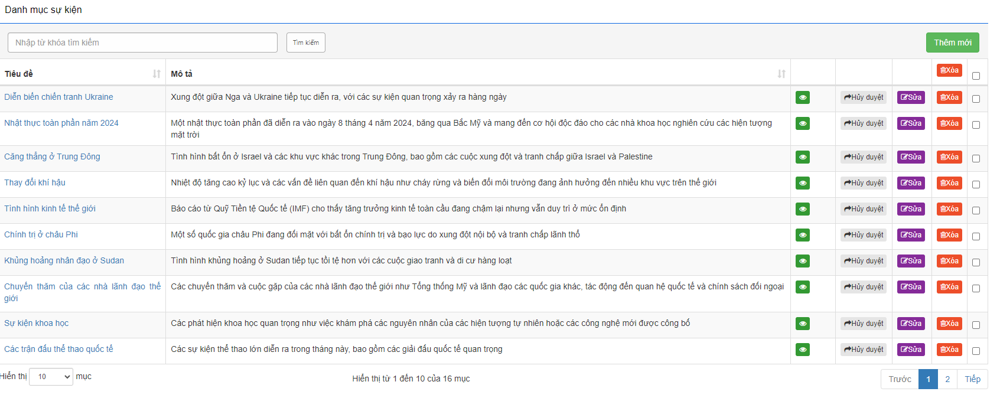 Danh mục sự kiện
Nhập từ khóa tìm kiếm
Tìm kiếm
Thêm mới
Tiêu đề
Mô tả
Xóa
Diễn biến chiến tranh Ukraine
Xung đột giữa Nga và Ukraine tiếp tục diễn ra, với các sự kiện quan trọng xảy ra hàng ngày
Hủy duyệt
Sửa
Xóa
Nhật thực toàn phần năm 2024
Một nhật thực toàn phần đã diễn ra vào ngày 8 tháng 4 năm 2024, băng qua Bắc Mỹ và mang đến cơ hội độc đáo cho các nhà khoa học nghiên cứu các hiện tượng
mặt trời
Hủy duyệt
Sửa
Xóa
Căng thẳng ở Trung Đông
Tình hình bất ổn ở Israel và các khu vực khác trong Trung Đông, bao gồm các cuộc xung đột và tranh chấp giữa Israel và Palestine
Hủy duyệt
Sửa
Xóa
Thay đổi khí hậu
Nhiệt độ tăng cao kỷ lục và các vấn đề liên quan đến khí hậu như cháy rừng và biến đổi môi trường đang ảnh hưởng đến nhiều khu vực trên thế giới
Hủy duyệt
Sửa
Xóa
Tình hình kinh tế thế giới
Báo cáo từ Quỹ Tiền tệ Quốc tế (IMF) cho thấy tăng trưởng kinh tế toàn cầu đang chậm lại nhưng vẫn duy trì ở mức ổn định
Hủy duyệt
Sửa
Xóa
Chính trị ở châu Phi
Một số quốc gia châu Phi đang đối mặt với bất ổn chính trị và bạo lực do xung đột nội bộ và tranh chấp lãnh thổ
Hủy duyệt
Sửa
Xóa
Khủng hoảng nhân đạo ở Sudan
Tình hình khủng hoảng ở Sudan tiếp tục tồi tệ hơn với các cuộc giao tranh và di cư hàng loạt
Hủy duyệt
Sửa
Xóa
Chuyến thăm của các nhà lãnh đạo thế
giới
Các chuyến thăm và cuộc gặp của các nhà lãnh đạo thế giới như Tổng thống Mỹ và lãnh đạo các quốc gia khác, tác động đến quan hệ quốc tế và chính sách đối ngoại
Hủy duyệt
Sửa
Xóa
Sự kiện khoa học
Các phát hiện khoa học quan trọng như việc khám phá các nguyên nhân của các hiện tượng tự nhiên hoặc các công nghệ mới được công bố
Hủy duyệt
Sửa
Xóa
Các trận đấu thể thao quốc tế
Các sự kiện thể thao lớn diễn ra trong tháng này, bao gồm các giải đấu quốc tế quan trọng
Hủy duyệt
Sửa
Xóa
Hiển thị 10 mục
Hiển thị từ 1 đến 10 của 16 mục
Trước 1 2 Tiếp